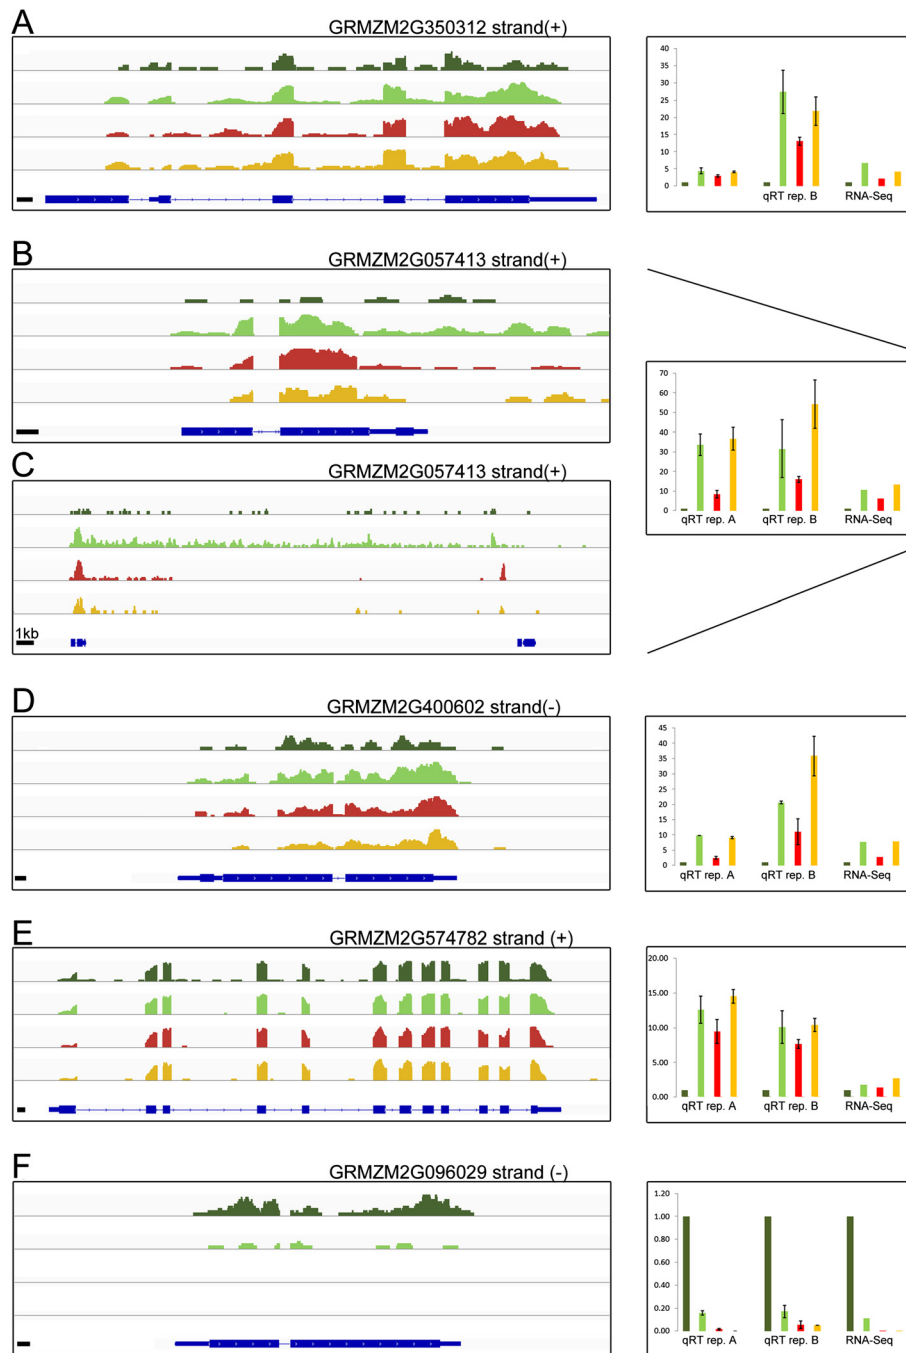 A
GRMZM2G350312 strand(+)
40
35
30
25
20
15
10
5
0
qRT rep. B
RNA-Seq
B
GRMZM2G057413 strand(+)
70
60
50
40
30
20
10
0
qRT rep. A
qRT rep. B
RNA-Seq
C
GRMZM2G057413 strand(+)
1kb
D
GRMZM2G400602 strand(-)
45
40
35
30
25
20
15
10
5
0
qRT rep. A
qRT rep. B
RNA-Seq
E
GRMZM2G574782 strand (+)
20.00
15.00
10.00
5.00
0.00
qRT rep. A
qRT rep. B
RNA-Seq
F
GRMZM2G096029 strand (-)
1.20
1.00
0.80
0.60
0.40
0.20
0.00
qRT rep. A
qRT rep. B
RNA-Seq